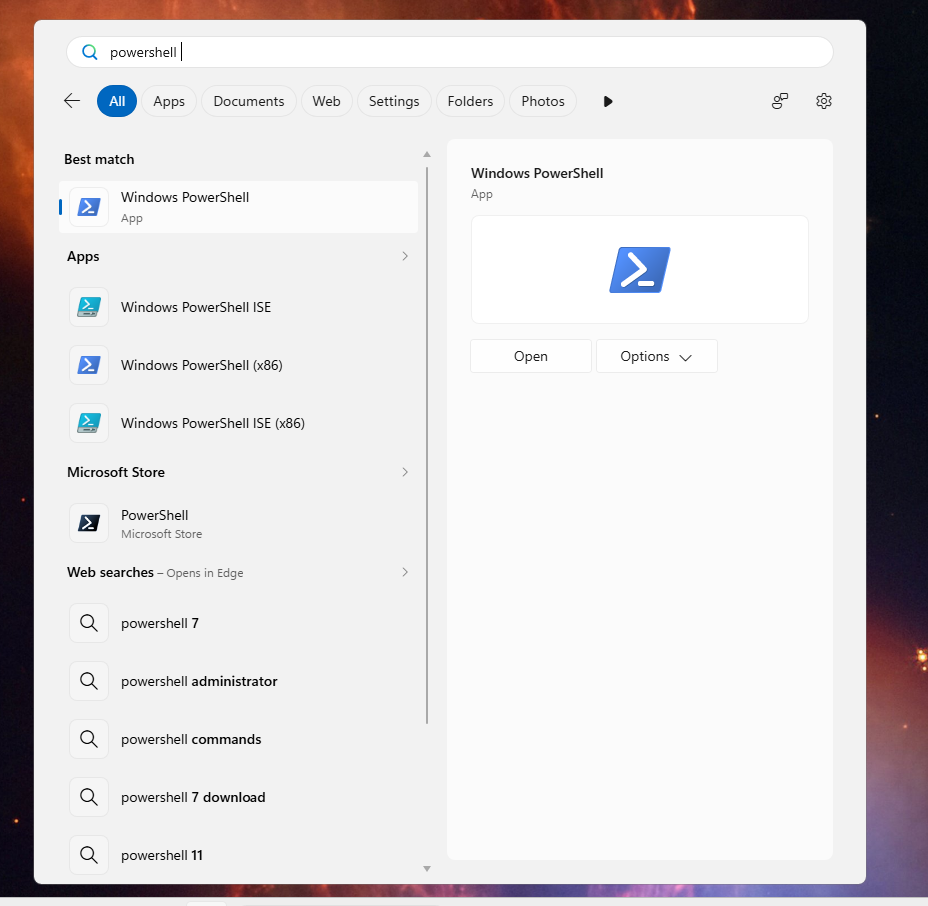 powershell
All Apps Documents Web Settings Folders Photos
Best match
Windows PowerShell
App
Apps
Windows PowerShell ISE
Windows PowerShell (x86)
Windows PowerShell ISE (x86)
Microsoft Store
PowerShell
Microsoft Store
Web searches – Opens in Edge
powershell 7
powershell administrator
powershell commands
powershell 7 download
powershell 11
Windows PowerShell
App
Open Options